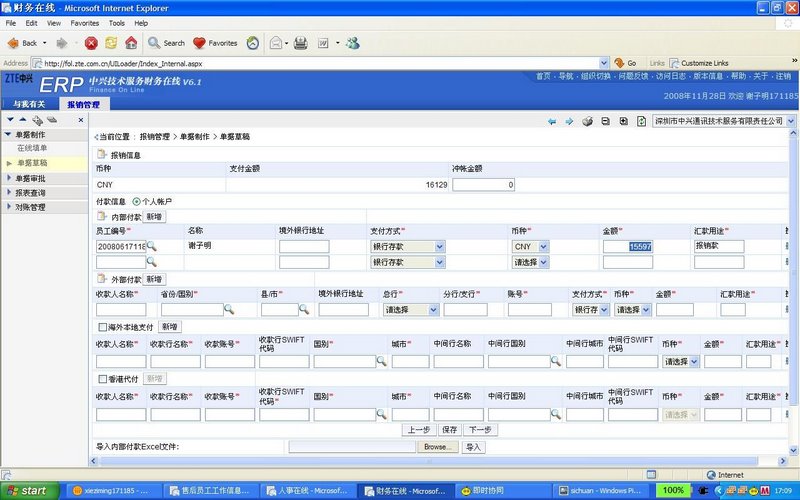 财务在线 - Microsoft Internet Explorer
File Edit View Favorites Tools Help
Back Search Favorites
Address http://fol.zte.com.cn/UILoader/Index_Internal.aspx Go Links Customize Links
ZTE中兴 ERP 中兴技术服务财务在线 V6.1
Finance On Line
首页 · 导航 · 组织切换 · 问题反馈 · 访问日志 · 版本信息 · 帮助 · 关于 · 注销
2008年11月28日 欢迎 谢子明171185
与我有关 报销管理
单据制作
在线填单
单据草稿
单据审批
报表查询
对账管理
当前位置 : 报销管理 > 单据制作 > 单据草稿
深圳市中兴通讯技术服务有限责任公司
报销信息
币种 支付金额 冲帐金额
CNY 16129 0
付款信息 个人帐户
内部付款 新增
员工编号* 名称 境外银行地址 支付方式* 币种* 金额* 汇款用途*
200806171185 谢子明 银行存款 CNY 15597 报销款
银行存款 请选择
外部付款 新增
收款人名称* 省份/国别* 县/市* 境外银行地址 总行* 分行/支行* 账号* 支付方式* 币种* 金额* 汇款用途*
请选择 银行存 请选择
海外本地支付 新增
收款人名称* 收款行名称* 收款账号* 收款行SWIFT代码 国别* 城市* 中间行名称 中间行国别 中间行城市 中间行SWIFT代码 币种* 金额* 汇款用途*
请选择
香港代付 新增
收款人名称* 收款行名称* 收款账号* 收款行SWIFT代码* 国别* 城市* 中间行名称 中间行国别 中间行城市 中间行SWIFT代码 币种* 金额* 汇款用途*
请选择
上一步 保存 下一步
导入内部付款Excel文件: Browse... 导入
Internet
start xieziming171185 - ... 售后员工工作信息... 人事在线 - Microsof... 财务在线 - Microsof... 即时协同 sichuan - Windows Pi... 100% 17:09